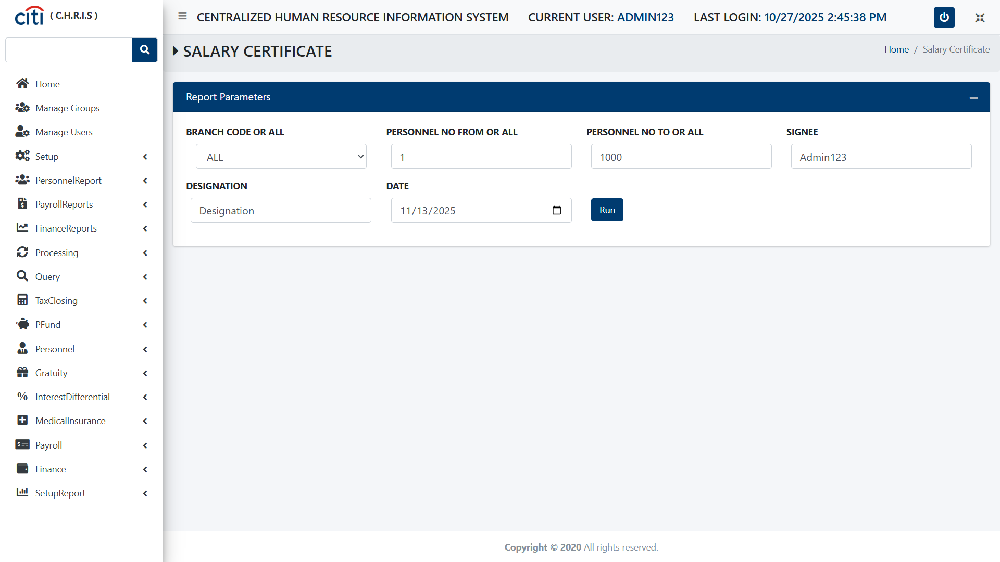 citi ( C.H.R.I.S )
CENTRALIZED HUMAN RESOURCE INFORMATION SYSTEM CURRENT USER: ADMIN123 LAST LOGIN: 10/27/2025 2:45:38 PM
SALARY CERTIFICATE
Home / Salary Certificate
Home
Manage Groups
Manage Users
Setup
PersonnelReport
PayrollReports
FinanceReports
Processing
Query
TaxClosing
PFund
Personnel
Gratuity
% InterestDifferential
MedicalInsurance
Payroll
Finance
SetupReport
Report Parameters
BRANCH CODE OR ALL PERSONNEL NO FROM OR ALL PERSONNEL NO TO OR ALL SIGNEE
ALL 1 1000 Admin123
DESIGNATION DATE
Designation 11/13/2025 Run
Copyright © 2020 All rights reserved.